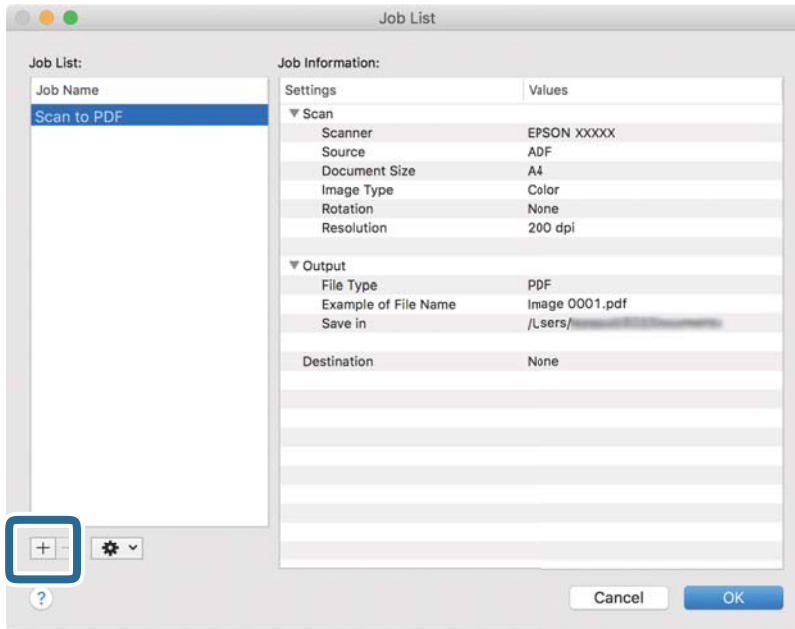 Job List
Job List:
Job Information:
Job Name
Scan to PDF
Settings Values
Scan
Scanner EPSON XXXXX
Source ADF
Document Size A4
Image Type Color
Rotation None
Resolution 200 dpi
Output
File Type PDF
Example of File Name Image 0001.pdf
Save in /Users/
Destination None
+ -
?
Cancel
OK